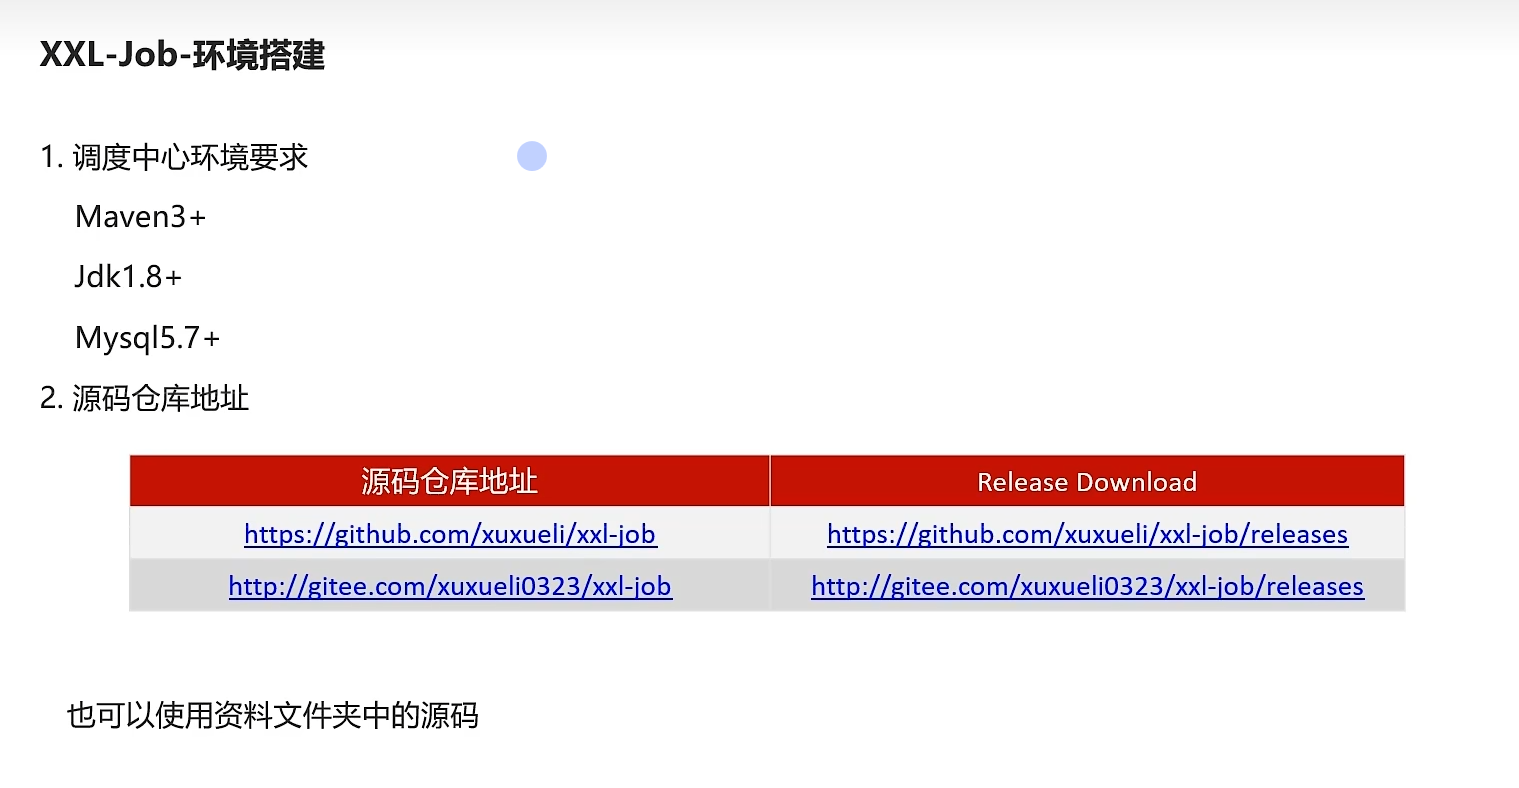 XXL-Job-环境搭建
1. 调度中心环境要求
Maven3+
Jdk1.8+
Mysql5.7+
2. 源码仓库地址
源码仓库地址 Release Download
https://github.com/xuxueli/xxl-job https://github.com/xuxueli/xxl-job/releases
http://gitee.com/xuxueli0323/xxl-job http://gitee.com/xuxueli0323/xxl-job/releases
也可以使用资料文件夹中的源码